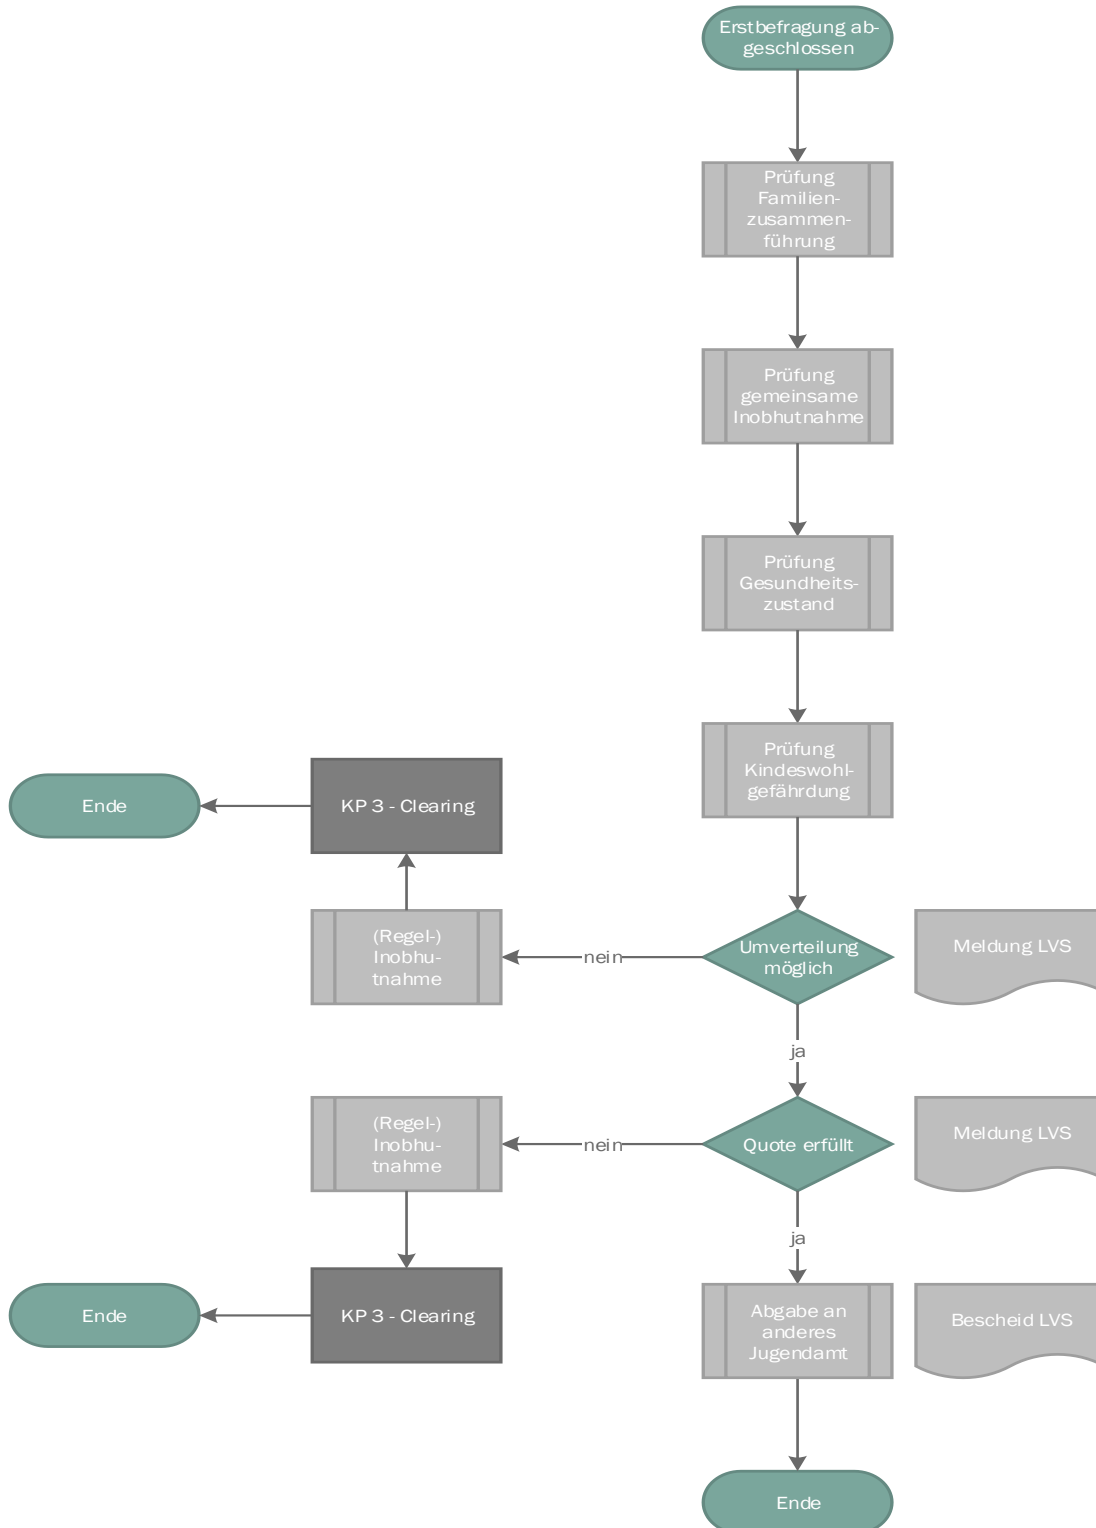 Erstbefragung ab-
geschlossen
Prüfung
Familien-
zusammen-
führung
Prüfung
gemeinsame
Inobhutnahme
Prüfung
Gesundheits-
zustand
Prüfung
Kindeswohl-
gefährdung
Ende
KP 3 - Clearing
(Regel-)
Inobhu-
tnahme
nein
Umverteilung
möglich
Meldung LVS
ja
(Regel-)
Inobhu-
tnahme
nein
Quote erfüllt
Meldung LVS
ja
Ende
KP 3 - Clearing
Abgabe an
anderes
Jugendamt
Bescheid LVS
Ende